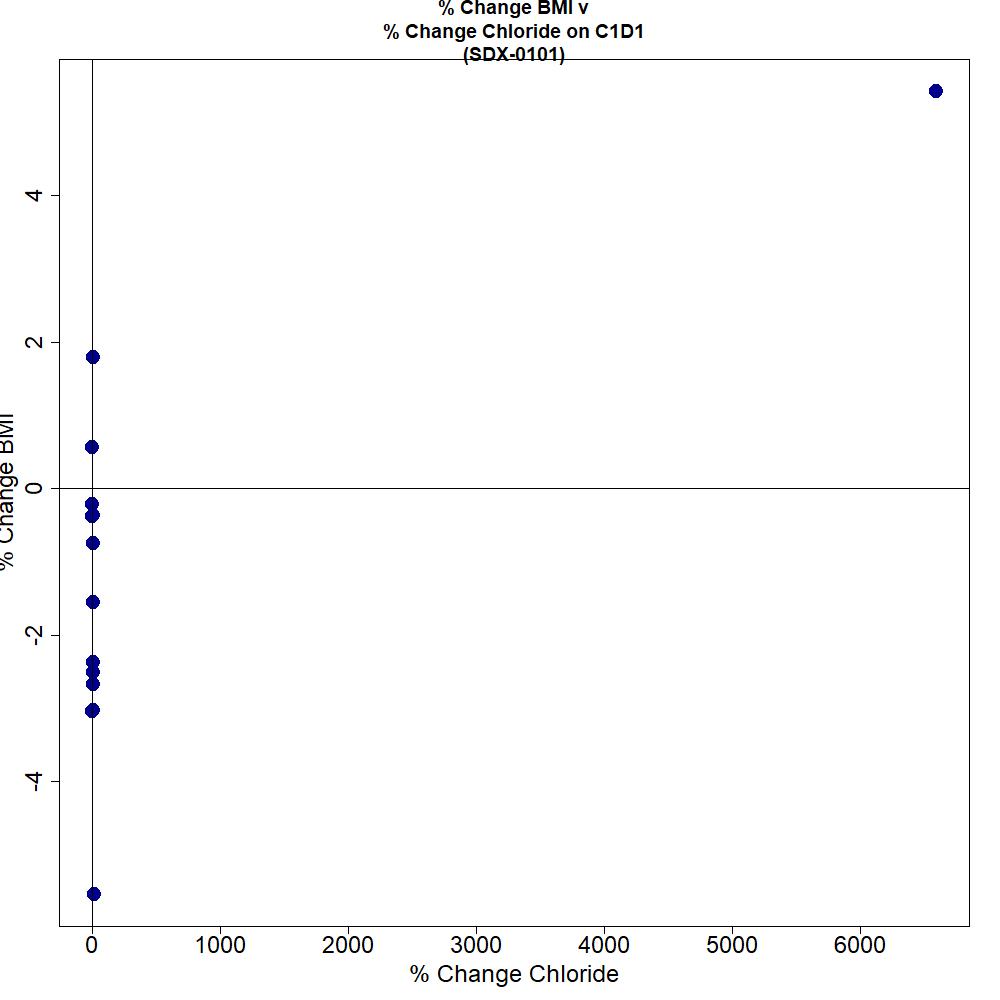 % Change BMI v
% Change Chloride on C1D1
(SDX-0101)
% Change BMI
4
2
0
-2
-4
0 1000 2000 3000 4000 5000 6000
% Change Chloride